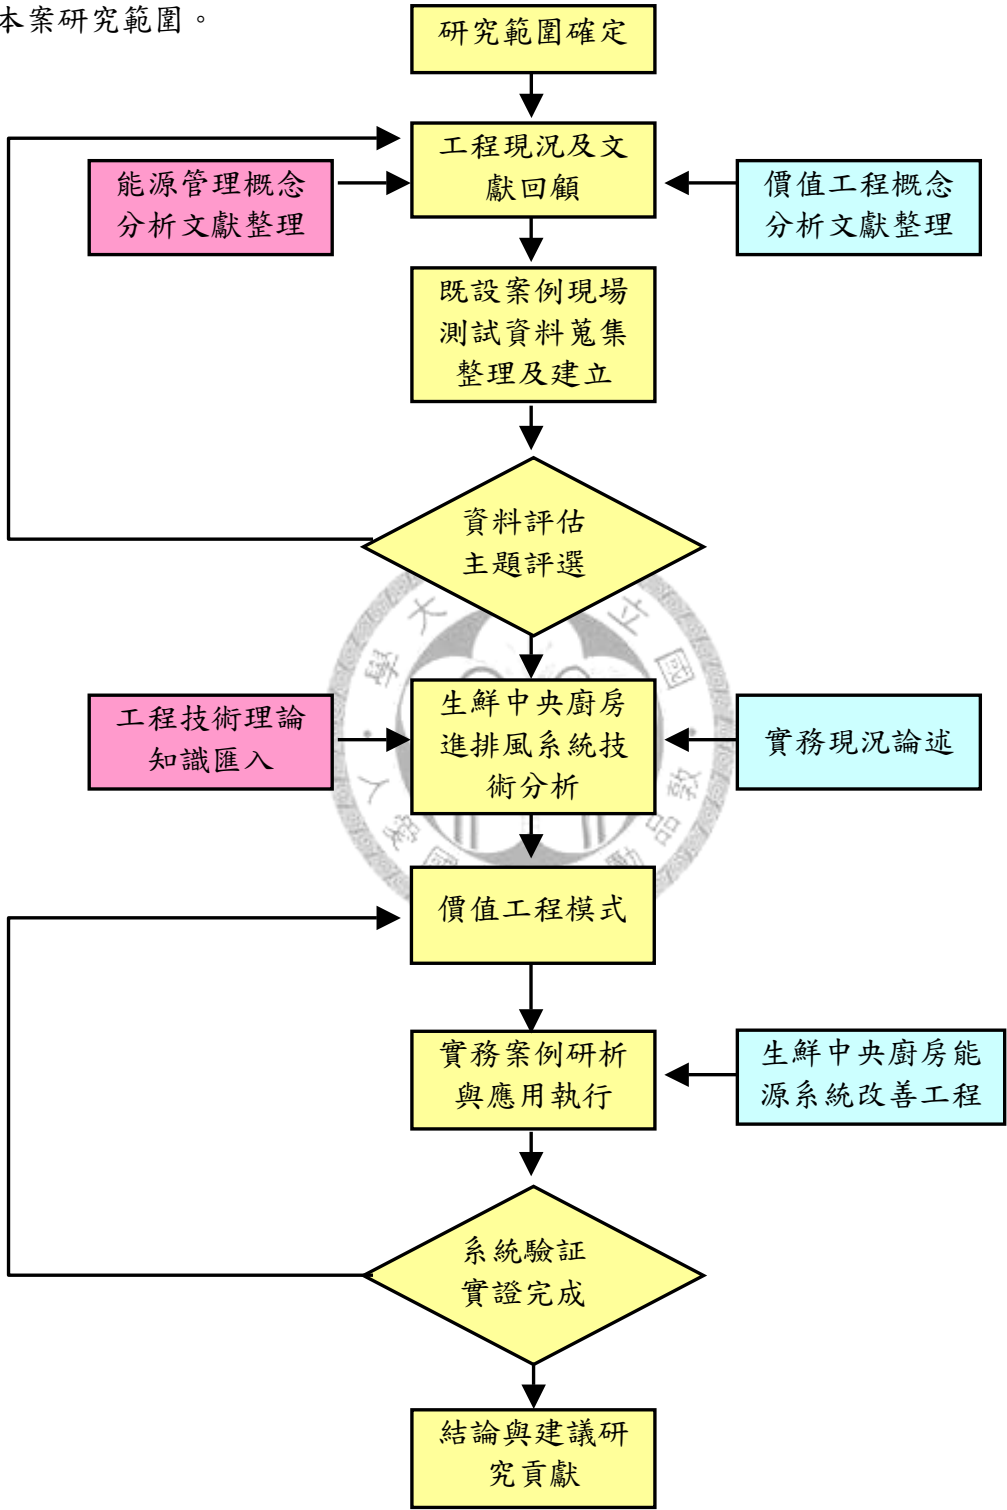 本案研究範圍。
研究範圍確定
工程現況及文
獻回顧
能源管理概念
分析文獻整理
價值工程概念
分析文獻整理
既設案例現場
測試資料蒐集
整理及建立
資料評估
主題評選
生鮮中央廚房
進排風系統技
術分析
工程技術理論
知識匯入
實務現況論述
價值工程模式
實務案例研析
與應用執行
生鮮中央廚房能
源系統改善工程
系統驗証
實證完成
結論與建議研
究貢獻